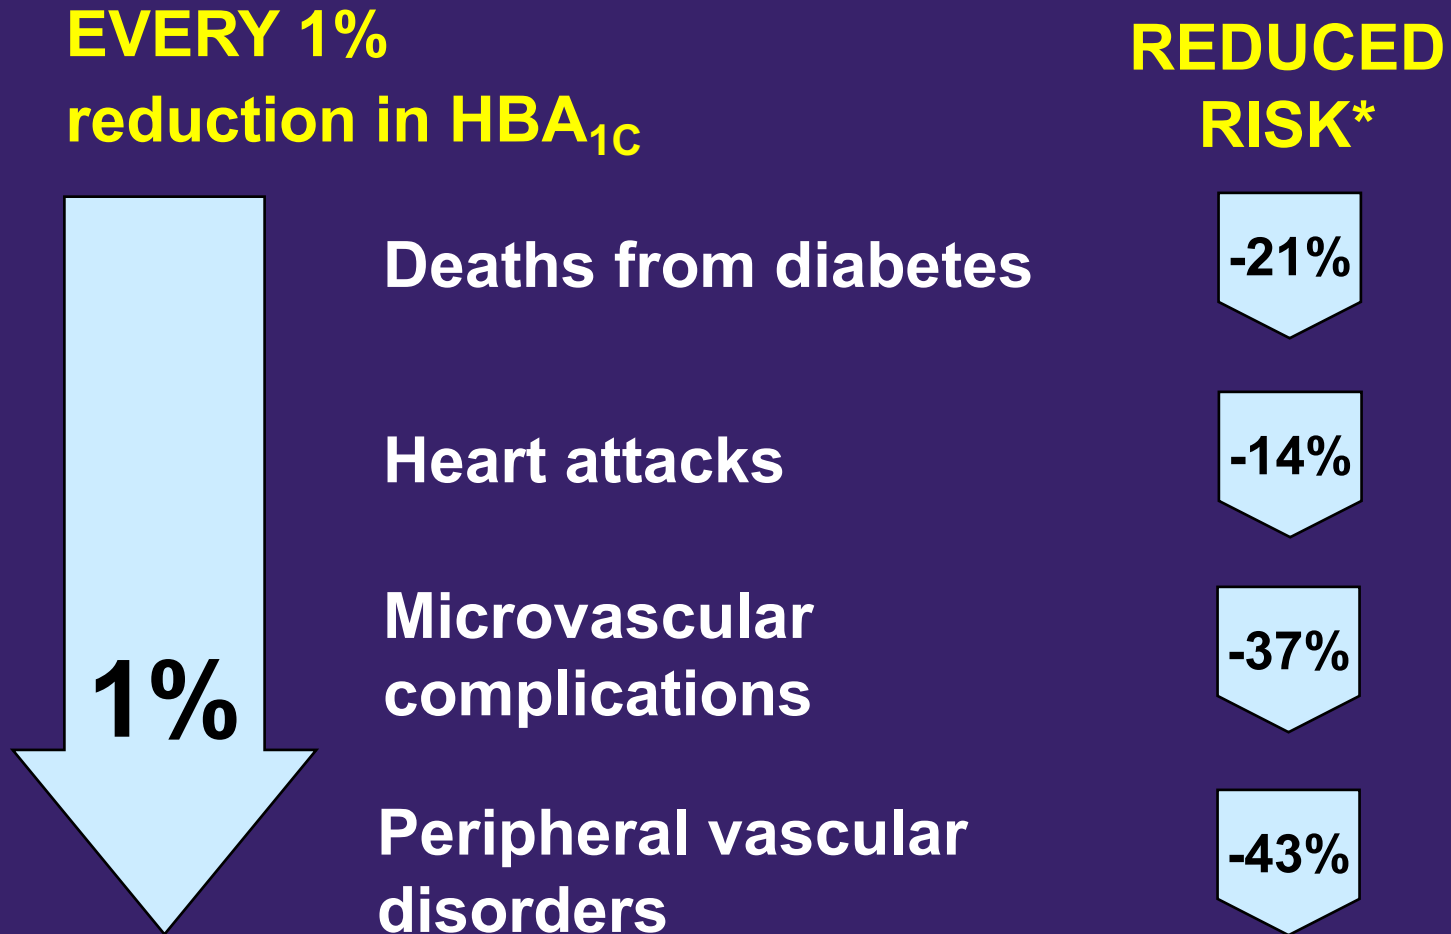 EVERY 1%
reduction in HBA1C
REDUCED
RISK*
1%
Deaths from diabetes
-21%
Heart attacks
-14%
Microvascular
complications
-37%
Peripheral vascular
disorders
-43%